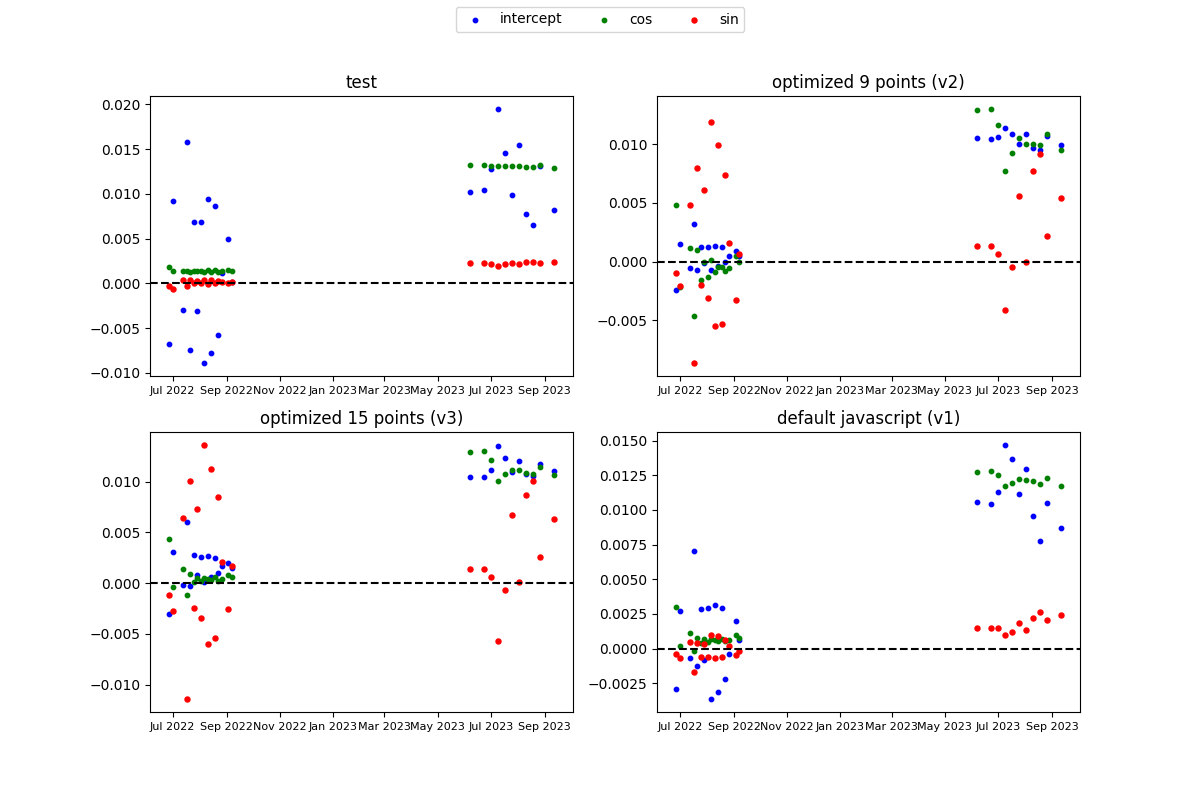 intercept cos sin
test
0.020
0.015
0.010
0.005
0.000
−0.005
−0.010
Jul 2022 Sep 2022 Nov 2022 Jan 2023 Mar 2023 May 2023 Jul 2023 Sep 2023
optimized 9 points (v2)
0.010
0.005
0.000
−0.005
Jul 2022 Sep 2022 Nov 2022 Jan 2023 Mar 2023 May 2023 Jul 2023 Sep 2023
optimized 15 points (v3)
0.010
0.005
0.000
−0.005
−0.010
Jul 2022 Sep 2022 Nov 2022 Jan 2023 Mar 2023 May 2023 Jul 2023 Sep 2023
default javascript (v1)
0.0150
0.0125
0.0100
0.0075
0.0050
0.0025
0.0000
−0.0025
Jul 2022 Sep 2022 Nov 2022 Jan 2023 Mar 2023 May 2023 Jul 2023 Sep 2023